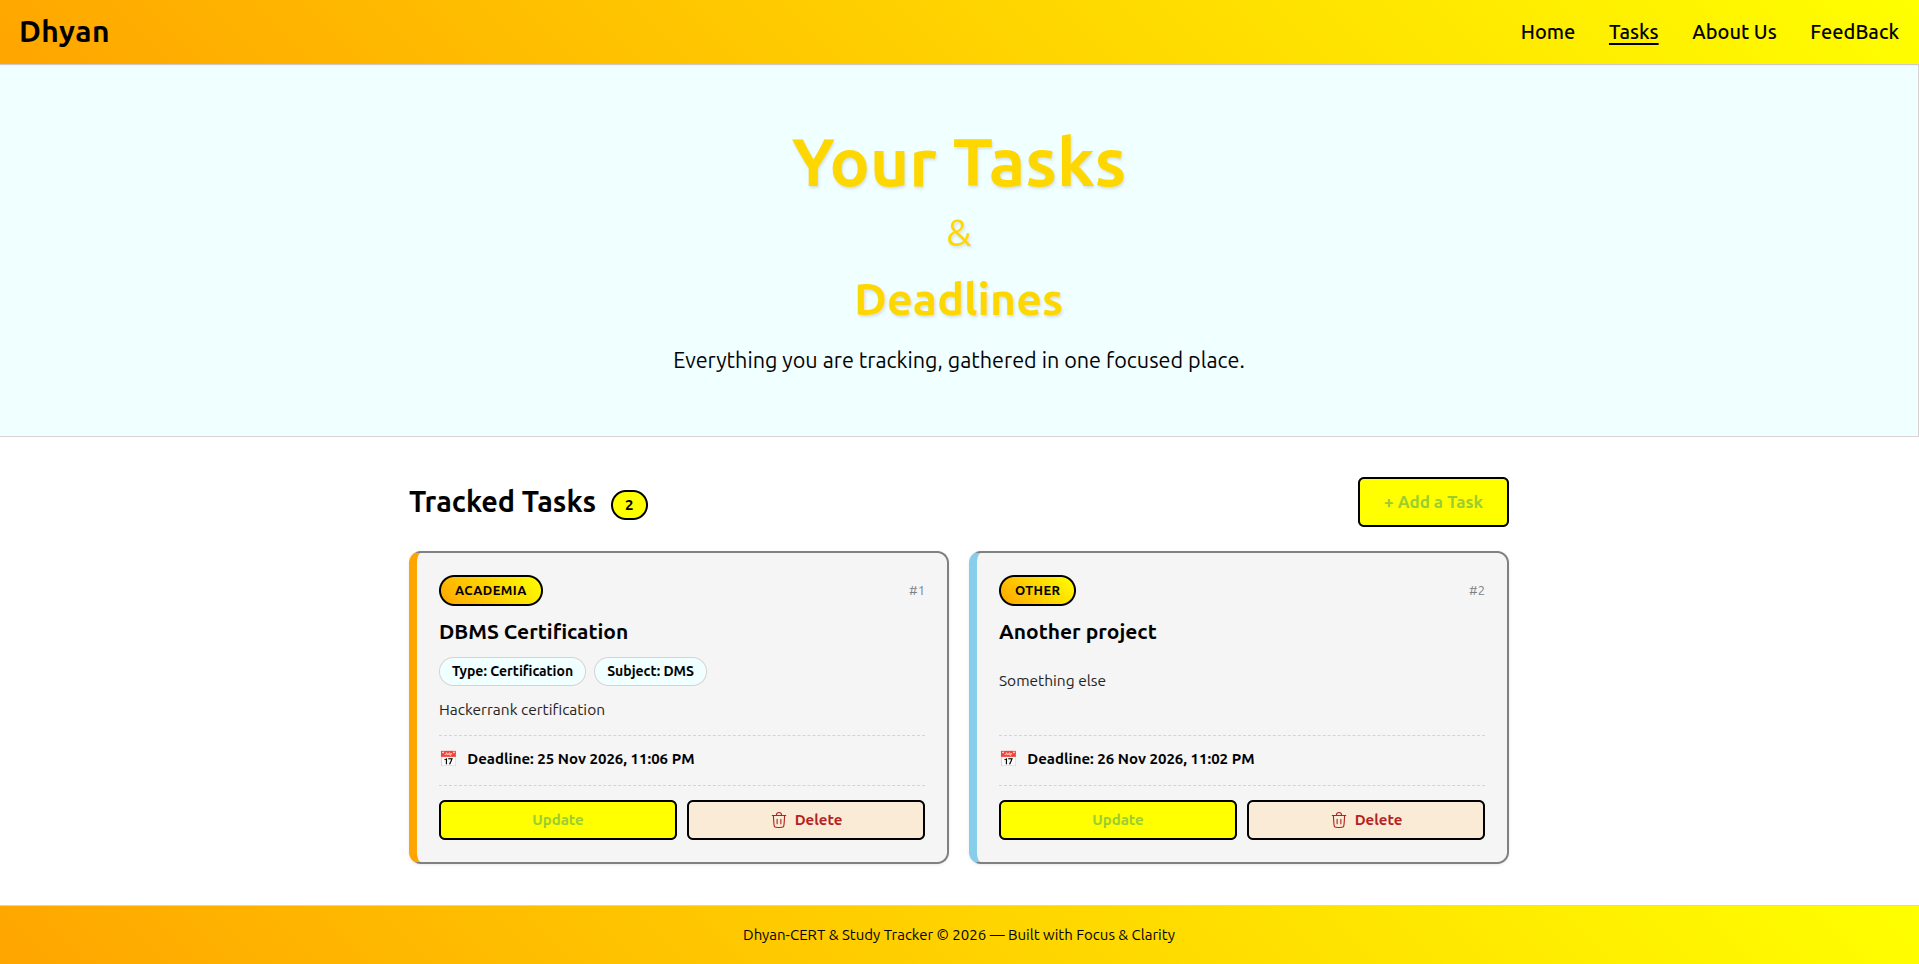 Dhyan
Home Tasks About Us FeedBack
Your Tasks
&
Deadlines
Everything you are tracking, gathered in one focused place.
Tracked Tasks 2
+ Add a Task
ACADEMIA #1
DBMS Certification
Type: Certification Subject: DMS
Hackerrank certification
Deadline: 25 Nov 2026, 11:06 PM
Update Delete
OTHER #2
Another project
Something else
Deadline: 26 Nov 2026, 11:02 PM
Update Delete
Dhyan-CERT & Study Tracker © 2026 — Built with Focus & Clarity